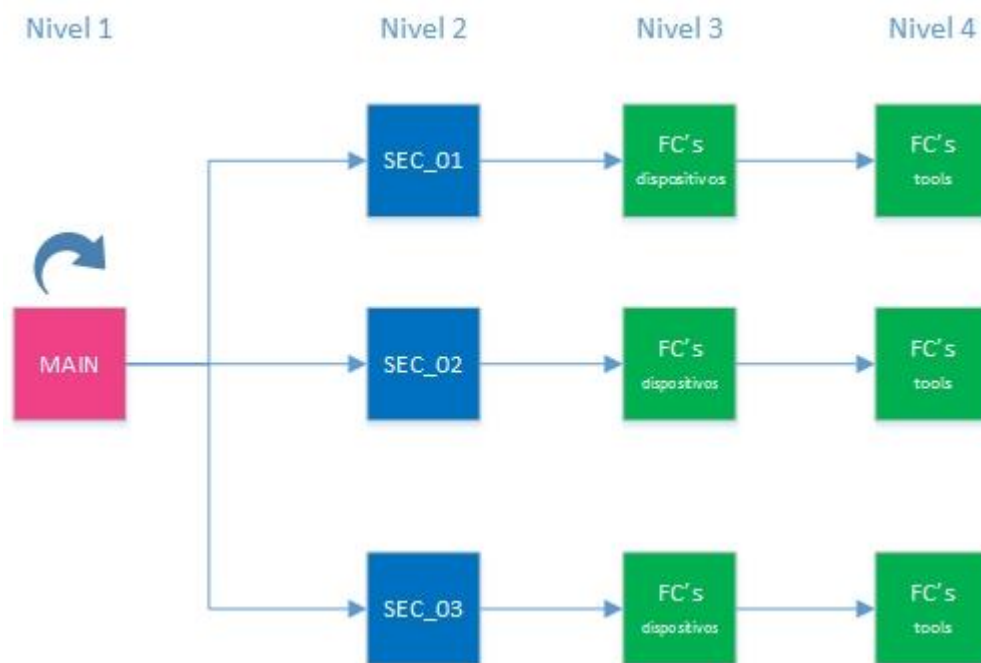 Nivel 1
Nivel 2
Nivel 3
Nivel 4
SEC_01
FC's
dispositivos
FC's
tools
MAIN
SEC_02
FC's
dispositivos
FC's
tools
SEC_03
FC's
dispositivos
FC's
tools